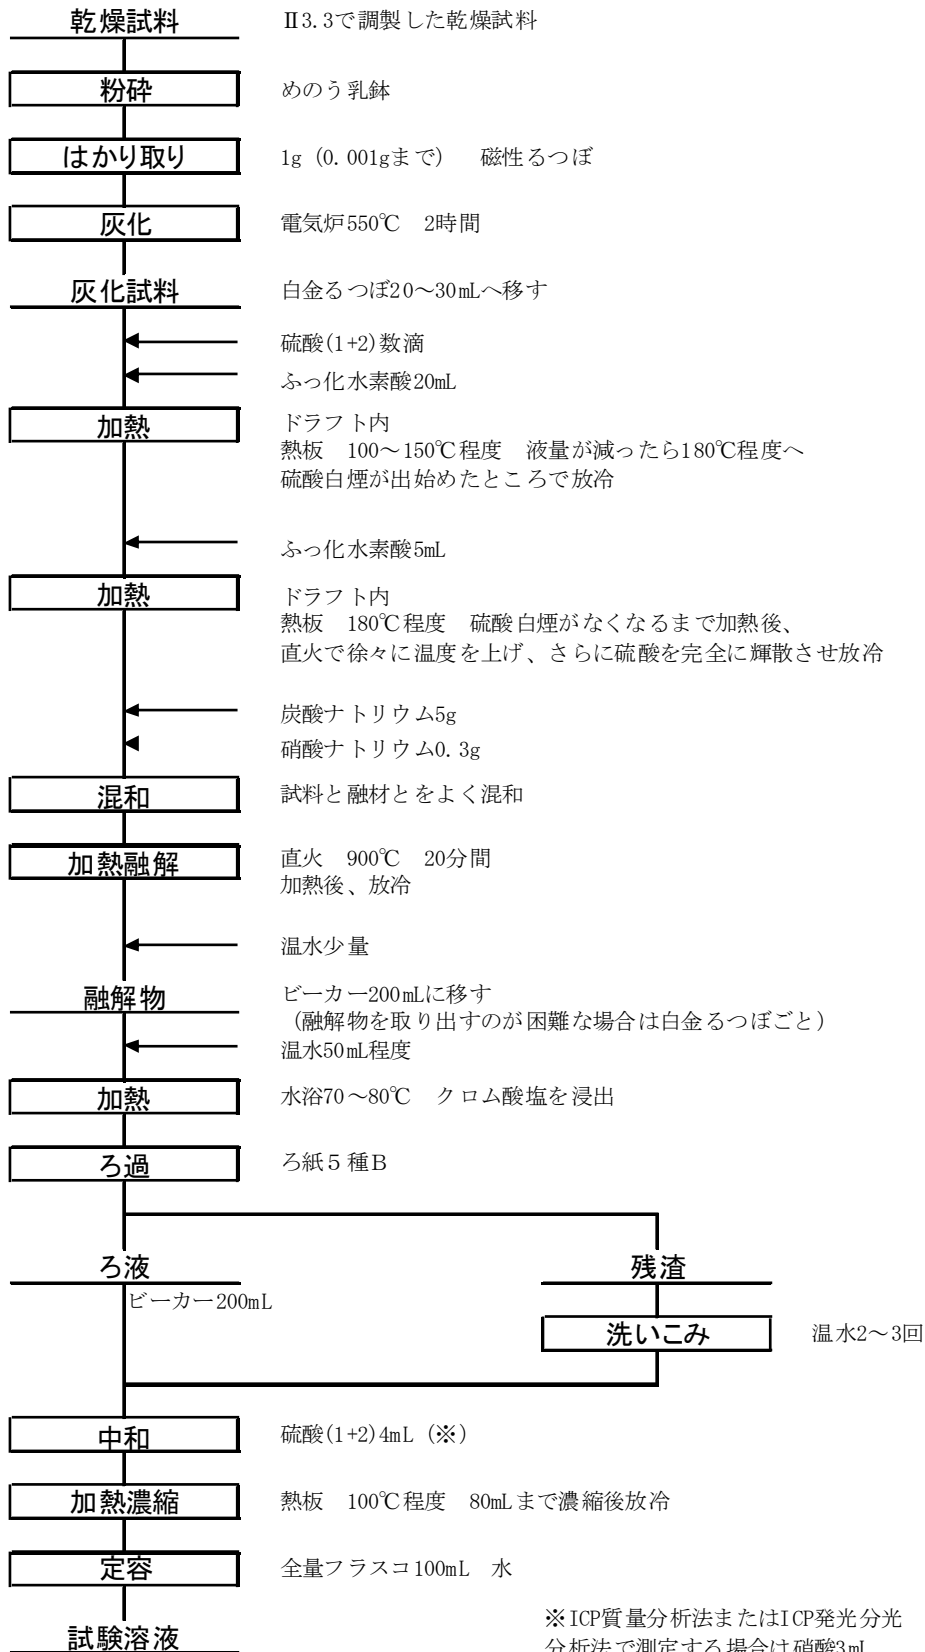 乾燥試料 Ⅱ3.3で調製した乾燥試料
粉砕 めのう乳鉢
はかり取り 1g (0.001gまで) 磁性るつぼ
灰化 電気炉550℃ 2時間
灰化試料 白金るつぼ20～30mLへ移す
硫酸(1+2)数滴
ふっ化水素酸20mL
加熱 ドラフト内
熱板 100～150℃程度 液量が減ったら180℃程度へ
硫酸白煙が出始めたところで放冷
ふっ化水素酸5mL
加熱 ドラフト内
熱板 180℃程度 硫酸白煙がなくなるまで加熱後、
直火で徐々に温度を上げ、さらに硫酸を完全に輝散させ放冷
炭酸ナトリウム5g
硝酸ナトリウム0.3g
混和 試料と融材とをよく混和
加熱融解 直火 900℃ 20分間
加熱後、放冷
温水少量
融解物 ビーカー200mLに移す
（融解物を取り出すのが困難な場合は白金るつぼごと）
温水50mL程度
加熱 水浴70～80℃ クロム酸塩を浸出
ろ過 ろ紙５種Ｂ
ろ液 残渣
ビーカー200mL
洗いこみ 温水2～3回
中和 硫酸(1+2)4mL（※）
加熱濃縮 熱板 100℃程度 80mLまで濃縮後放冷
定容 全量フラスコ100mL 水
試験溶液 ※ICP質量分析法またはICP発光分光
分析法で測定する場合は硝酸3mL